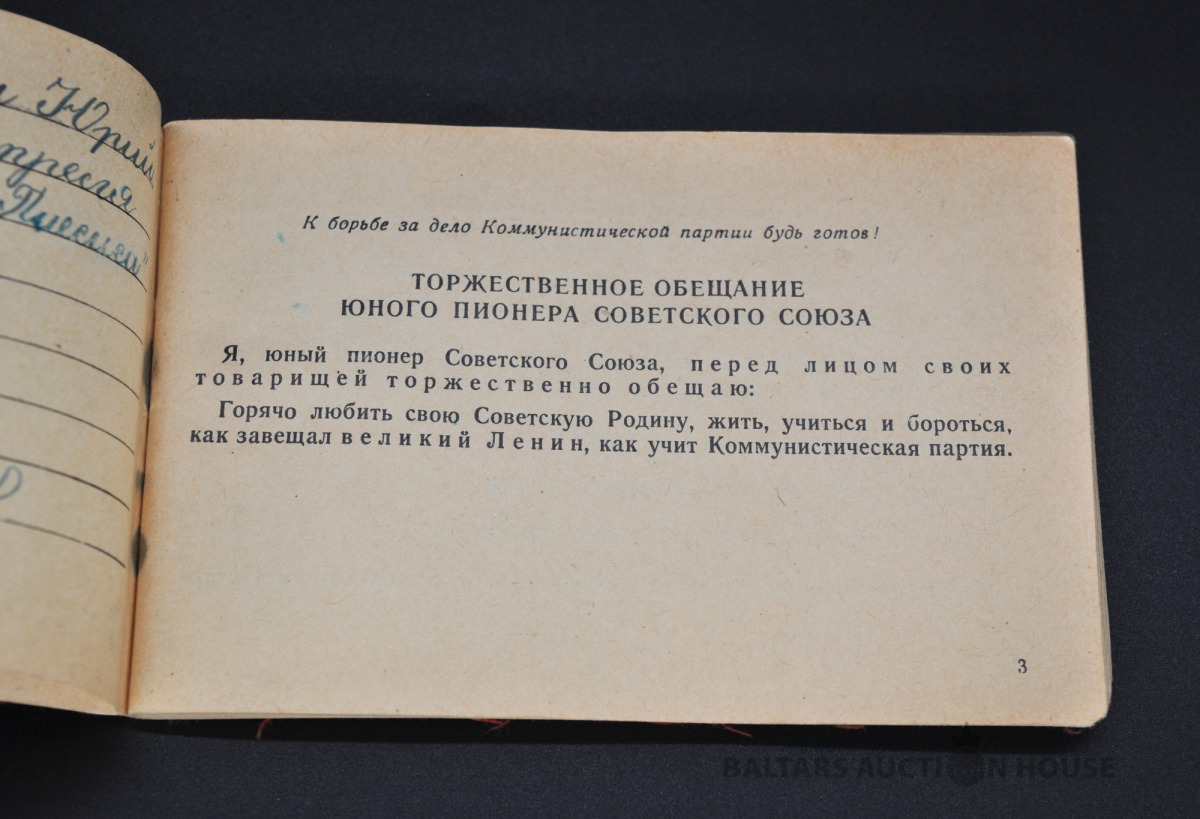 Юрий
К борьбе за дело Коммунистической партии будь готов!
ТОРЖЕСТВЕННОЕ ОБЕЩАНИЕ
ЮНОГО ПИОНЕРА СОВЕТСКОГО СОЮЗА
Я, юный пионер Советского Союза, перед лицом своих
товарищей торжественно обещаю:
Горячо любить свою Советскую Родину, жить, учиться и бороться,
как завещал великий Ленин, как учит Коммунистическая партия.
3
BALTARS AUCTION HOUSE